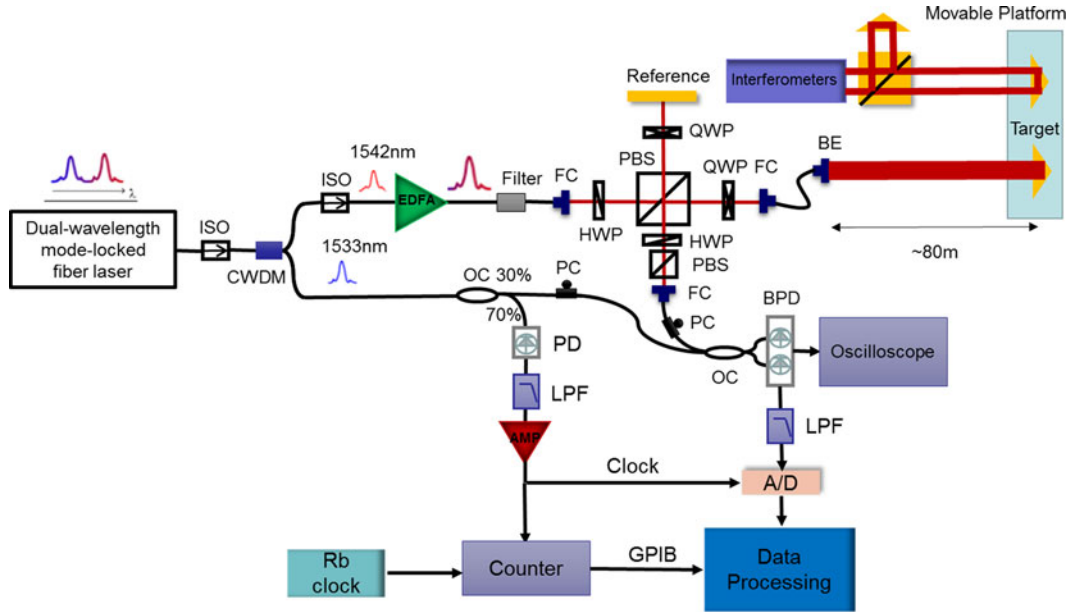 Movable Platform
Reference
Interferometers
QWP
Target
BE
1542nm
PBS
QWP
FC
ISO
Filter
FC
EDFA
λ
Dual-wavelength
mode-locked
fiber laser
ISO
HWP
HWP
~80m
1533nm
CWDM
PBS
OC 30%
PC
FC
BPD
70%
PC
PD
Oscilloscope
OC
LPF
LPF
AMP
Clock
A/D
Rb
clock
Counter
GPIB
Data
Processing